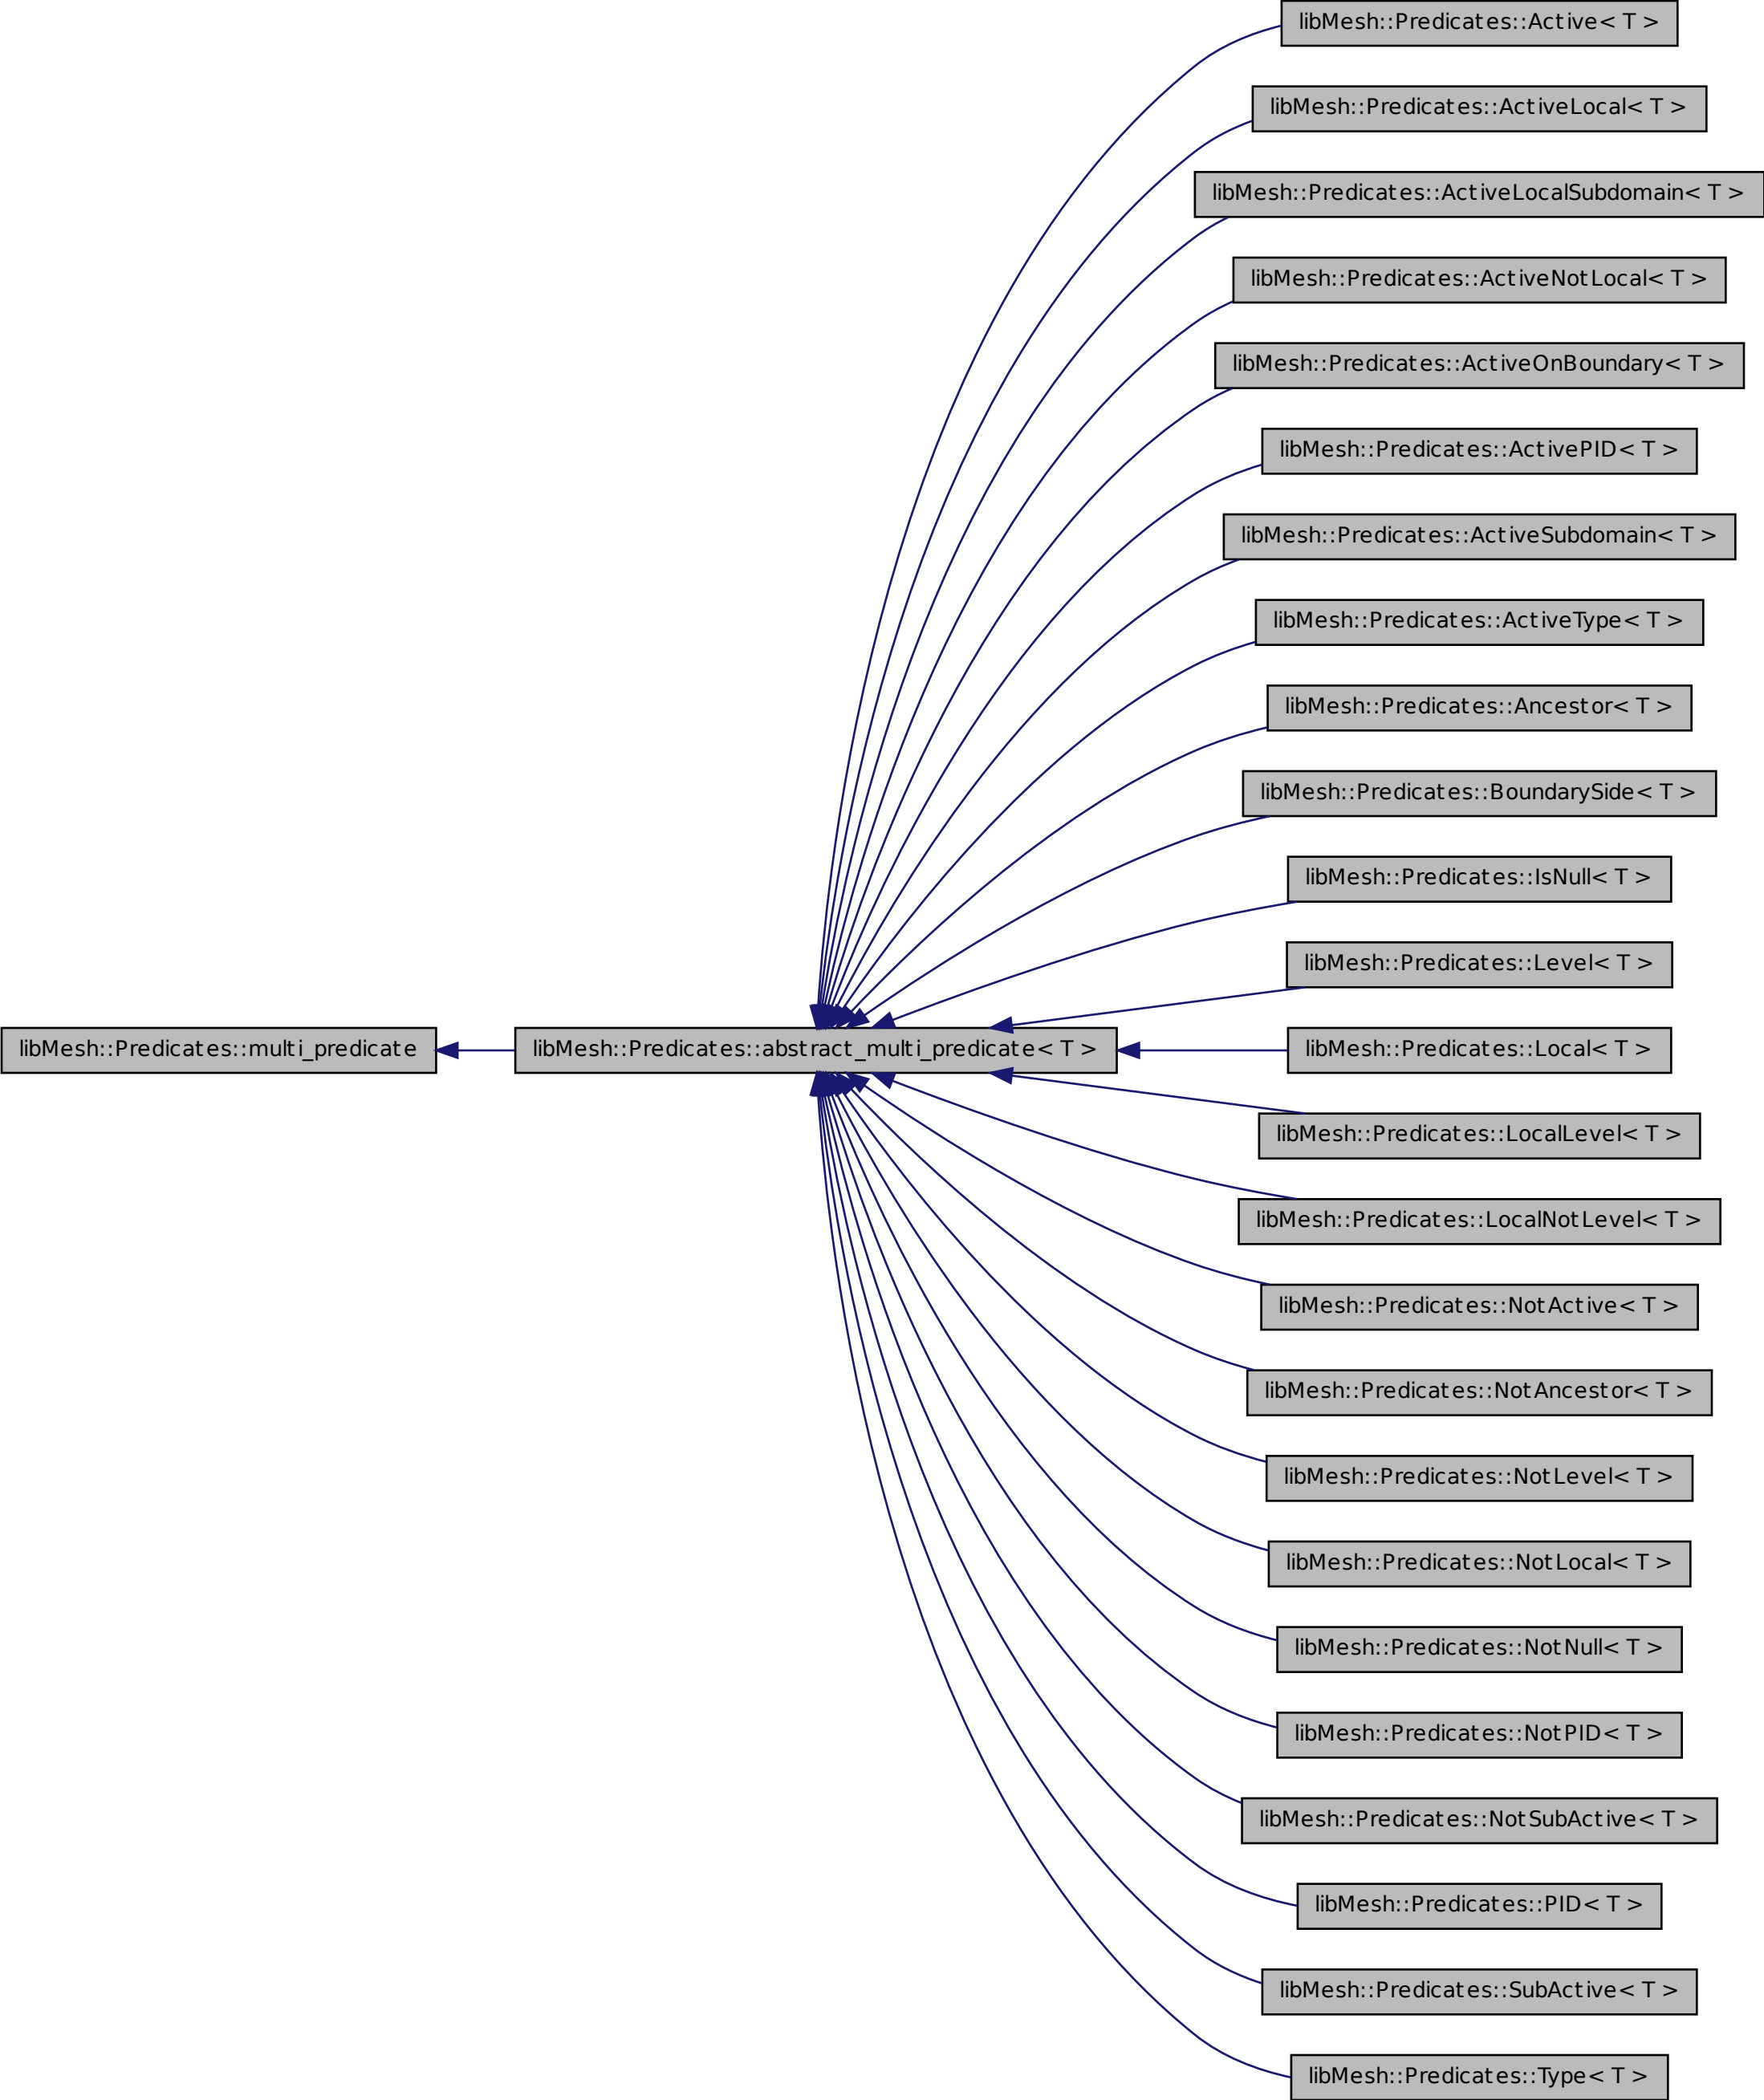 libMesh::Predicates::Active< T >
libMesh::Predicates::ActiveLocal< T >
libMesh::Predicates::ActiveLocalSubdomain< T >
libMesh::Predicates::ActiveNotLocal< T >
libMesh::Predicates::ActiveOnBoundary< T >
libMesh::Predicates::ActivePID< T >
libMesh::Predicates::ActiveSubdomain< T >
libMesh::Predicates::ActiveType< T >
libMesh::Predicates::Ancestor< T >
libMesh::Predicates::BoundarySide< T >
libMesh::Predicates::IsNull< T >
libMesh::Predicates::Level< T >
libMesh::Predicates::multi_predicate
libMesh::Predicates::abstract_multi_predicate< T >
libMesh::Predicates::Local< T >
libMesh::Predicates::LocalLevel< T >
libMesh::Predicates::LocalNotLevel< T >
libMesh::Predicates::NotActive< T >
libMesh::Predicates::NotAncestor< T >
libMesh::Predicates::NotLevel< T >
libMesh::Predicates::NotLocal< T >
libMesh::Predicates::NotNull< T >
libMesh::Predicates::NotPID< T >
libMesh::Predicates::NotSubActive< T >
libMesh::Predicates::PID< T >
libMesh::Predicates::SubActive< T >
libMesh::Predicates::Type< T >